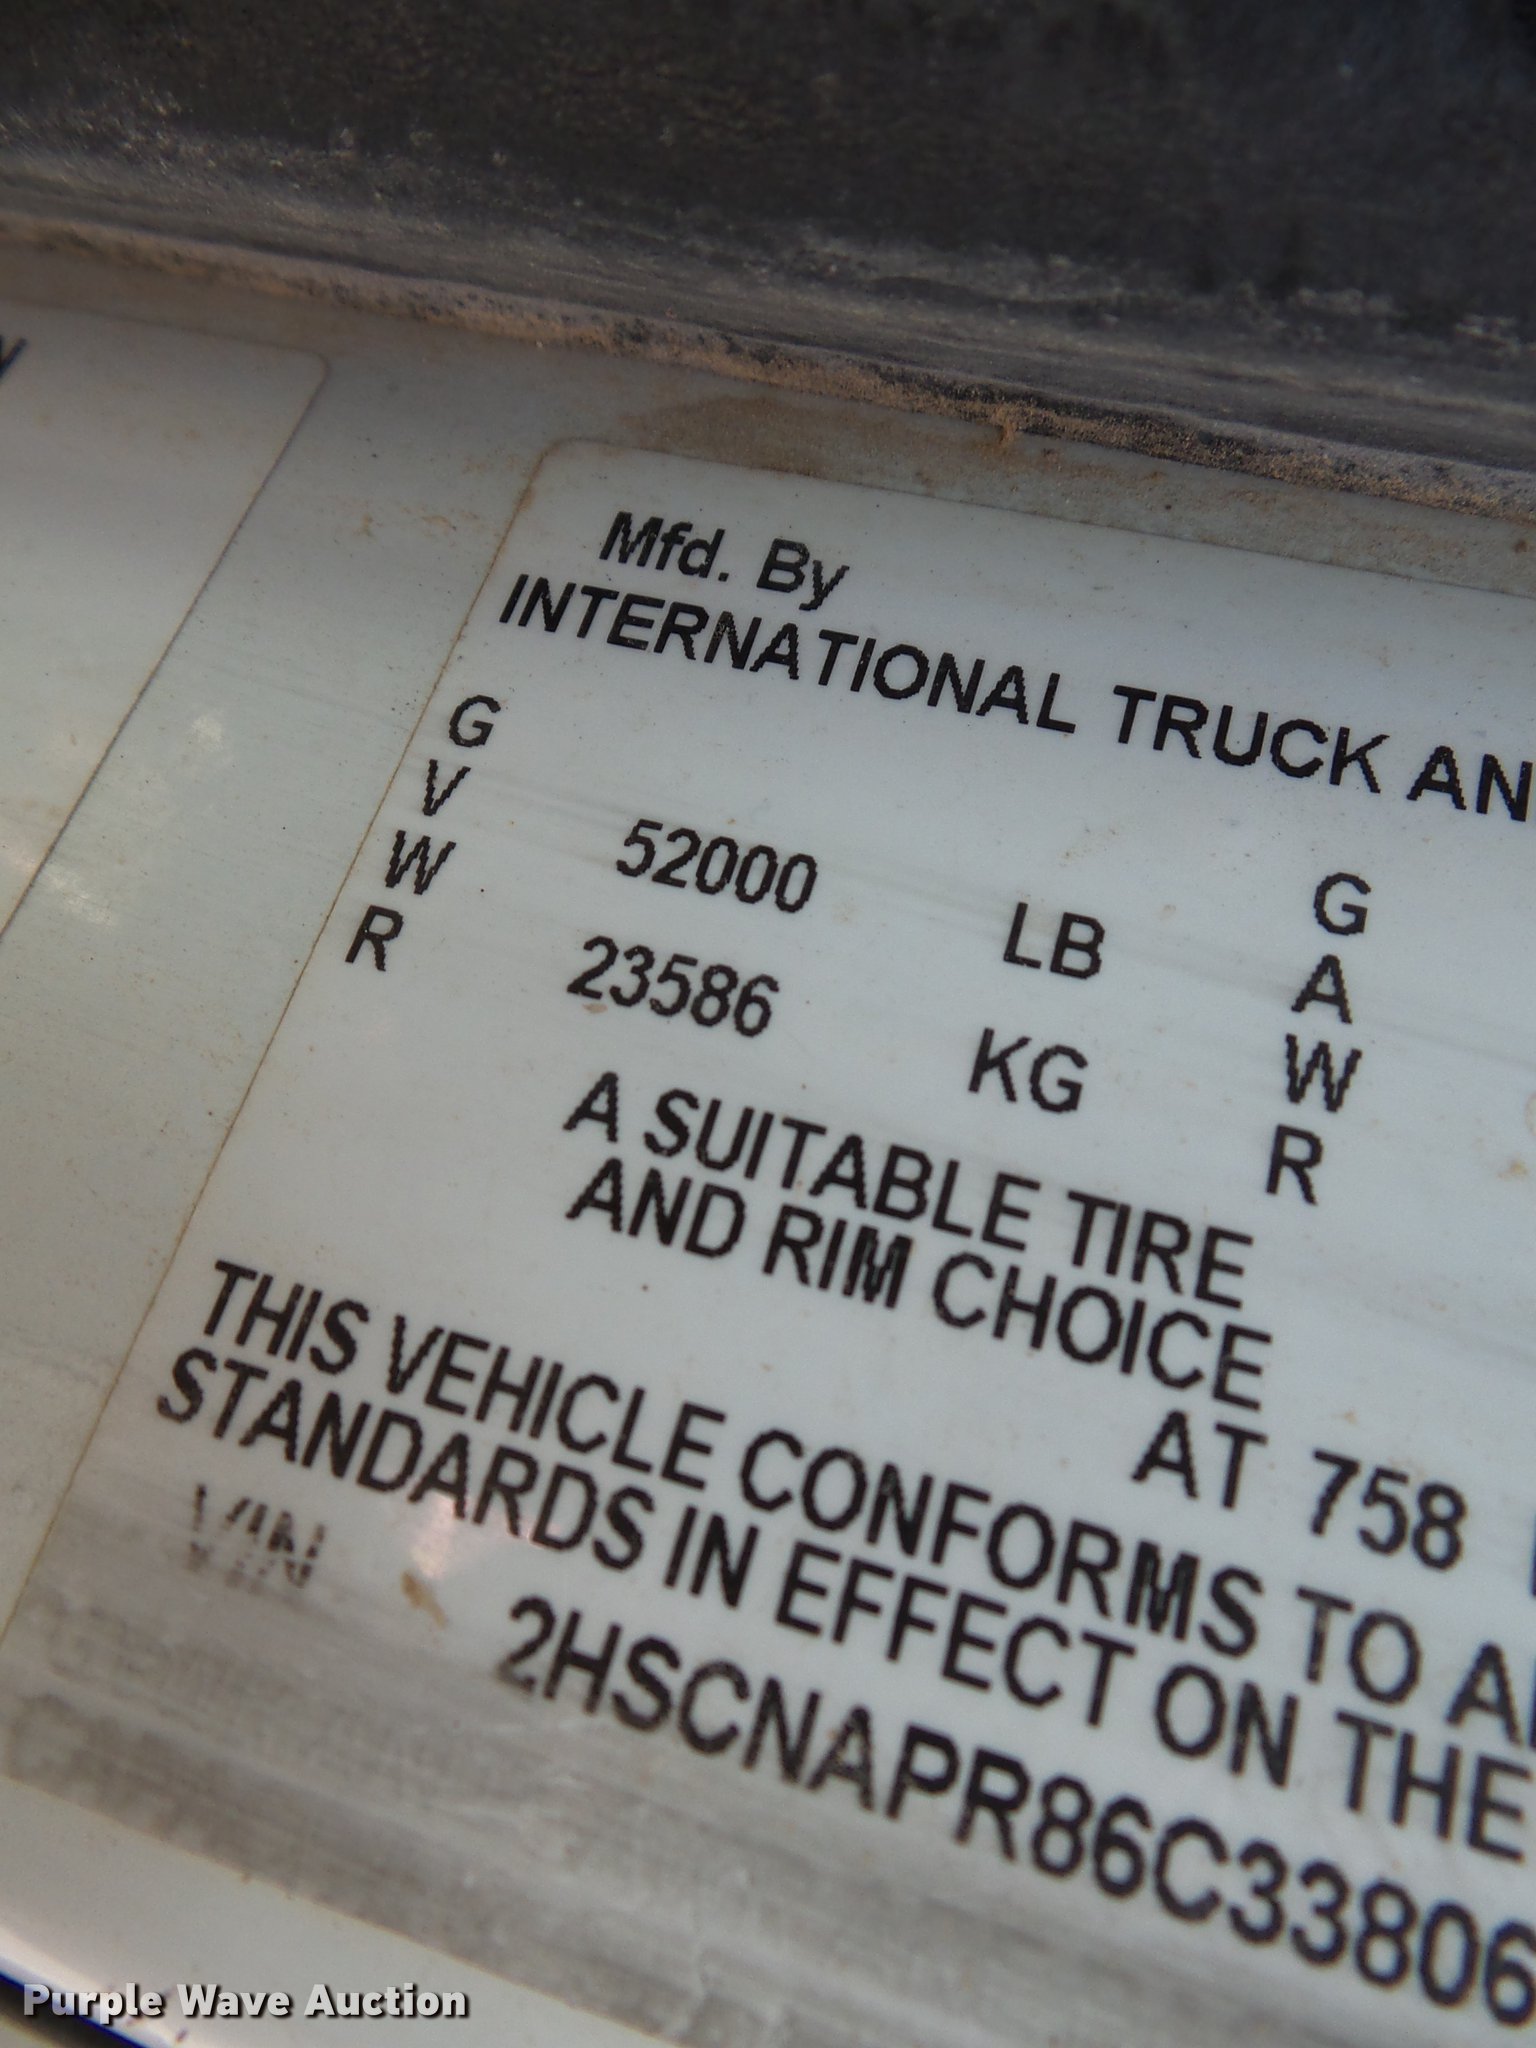 Mfd. By
INTERNATIONAL TRUCK AN
G
V
W
R
52000 LB
23586 KG
G
A
W
R
A SUITABLE TIRE
AND RIM CHOICE
AT 758
THIS VEHICLE CONFORMS TO A
STANDARDS IN EFFECT ON THE
VIN
2HSCNAPR86C33806
Purple Wave Auction